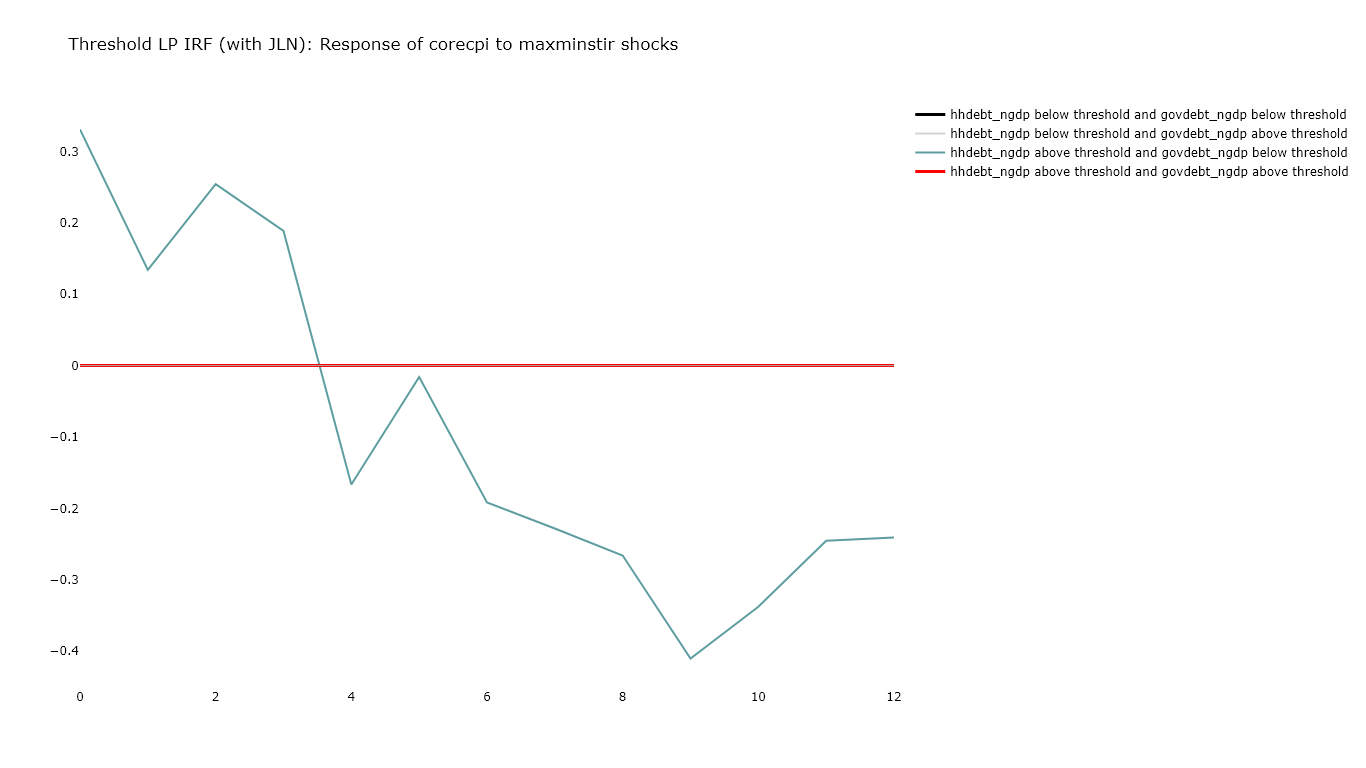 Threshold LP IRF (with JLN): Response of corecpi to maxminstir shocks
hhdebt_ngdp below threshold and govdebt_ngdp below threshold
hhdebt_ngdp below threshold and govdebt_ngdp above threshold
hhdebt_ngdp above threshold and govdebt_ngdp below threshold
hhdebt_ngdp above threshold and govdebt_ngdp above threshold
0.3
0.2
0.1
0
−0.1
−0.2
−0.3
−0.4
0 2 4 6 8 10 12